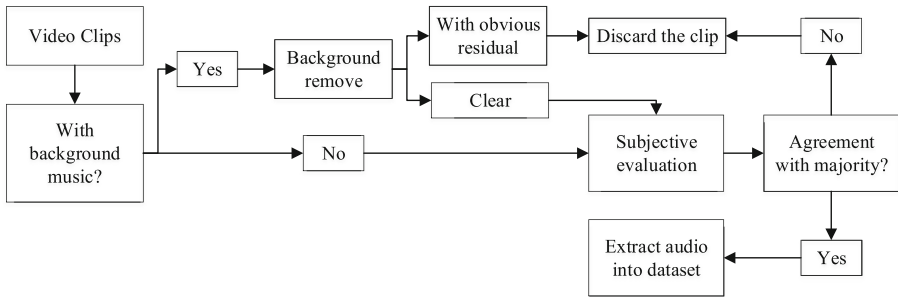 Video Clips
With
background
music?
Yes
Background
remove
With obvious
residual
Clear
No
Discard the clip
No
Subjective
evaluation
Agreement
with majority?
Yes
Extract audio
into dataset